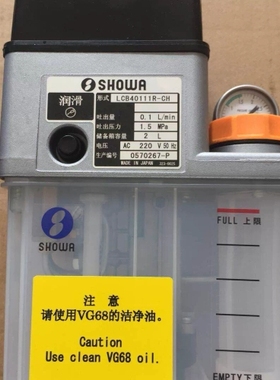 SHOWA
润滑
形式 LCB40111R-CH
吐出量 0.1 L/min
吐出压力 1.5 MPa
储备箱容量 2 L
电压 AC 220 V 50 Hz
生产编号 0570267-P
MADE IN JAPAN
SHOWA
FULL 上限
注 意
请使用VG68的洁净油。
Caution
Use clean VG68 oil.
EMPTY 下限